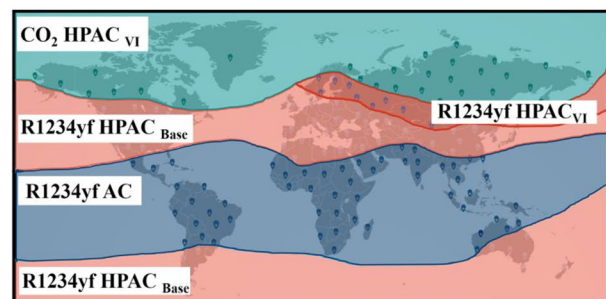 CO₂ HPAC VI
R1234yf HPAC VI
R1234yf HPAC Base
R1234yf AC
R1234yf HPAC Base